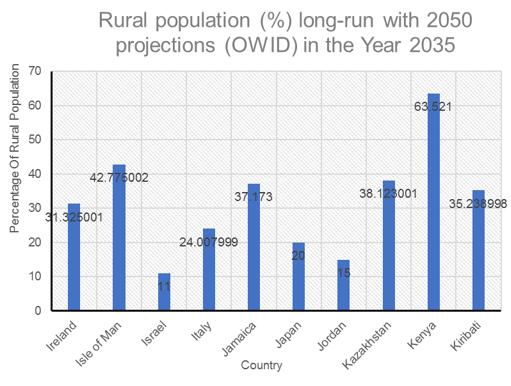 Rural population (%) long-run with 2050
projections (OWID) in the Year 2035
Percentage Of Rural Population
70
60
50
40
30
20
10
0
31.325001
42.775002
11
24.007999
37.173
20
15
38.123001
63.521
35.238998
Ireland
Isle of Man
Israel
Italy
Jamaica
Japan
Jordan
Kazakhstan
Kenya
Kiribati
Country